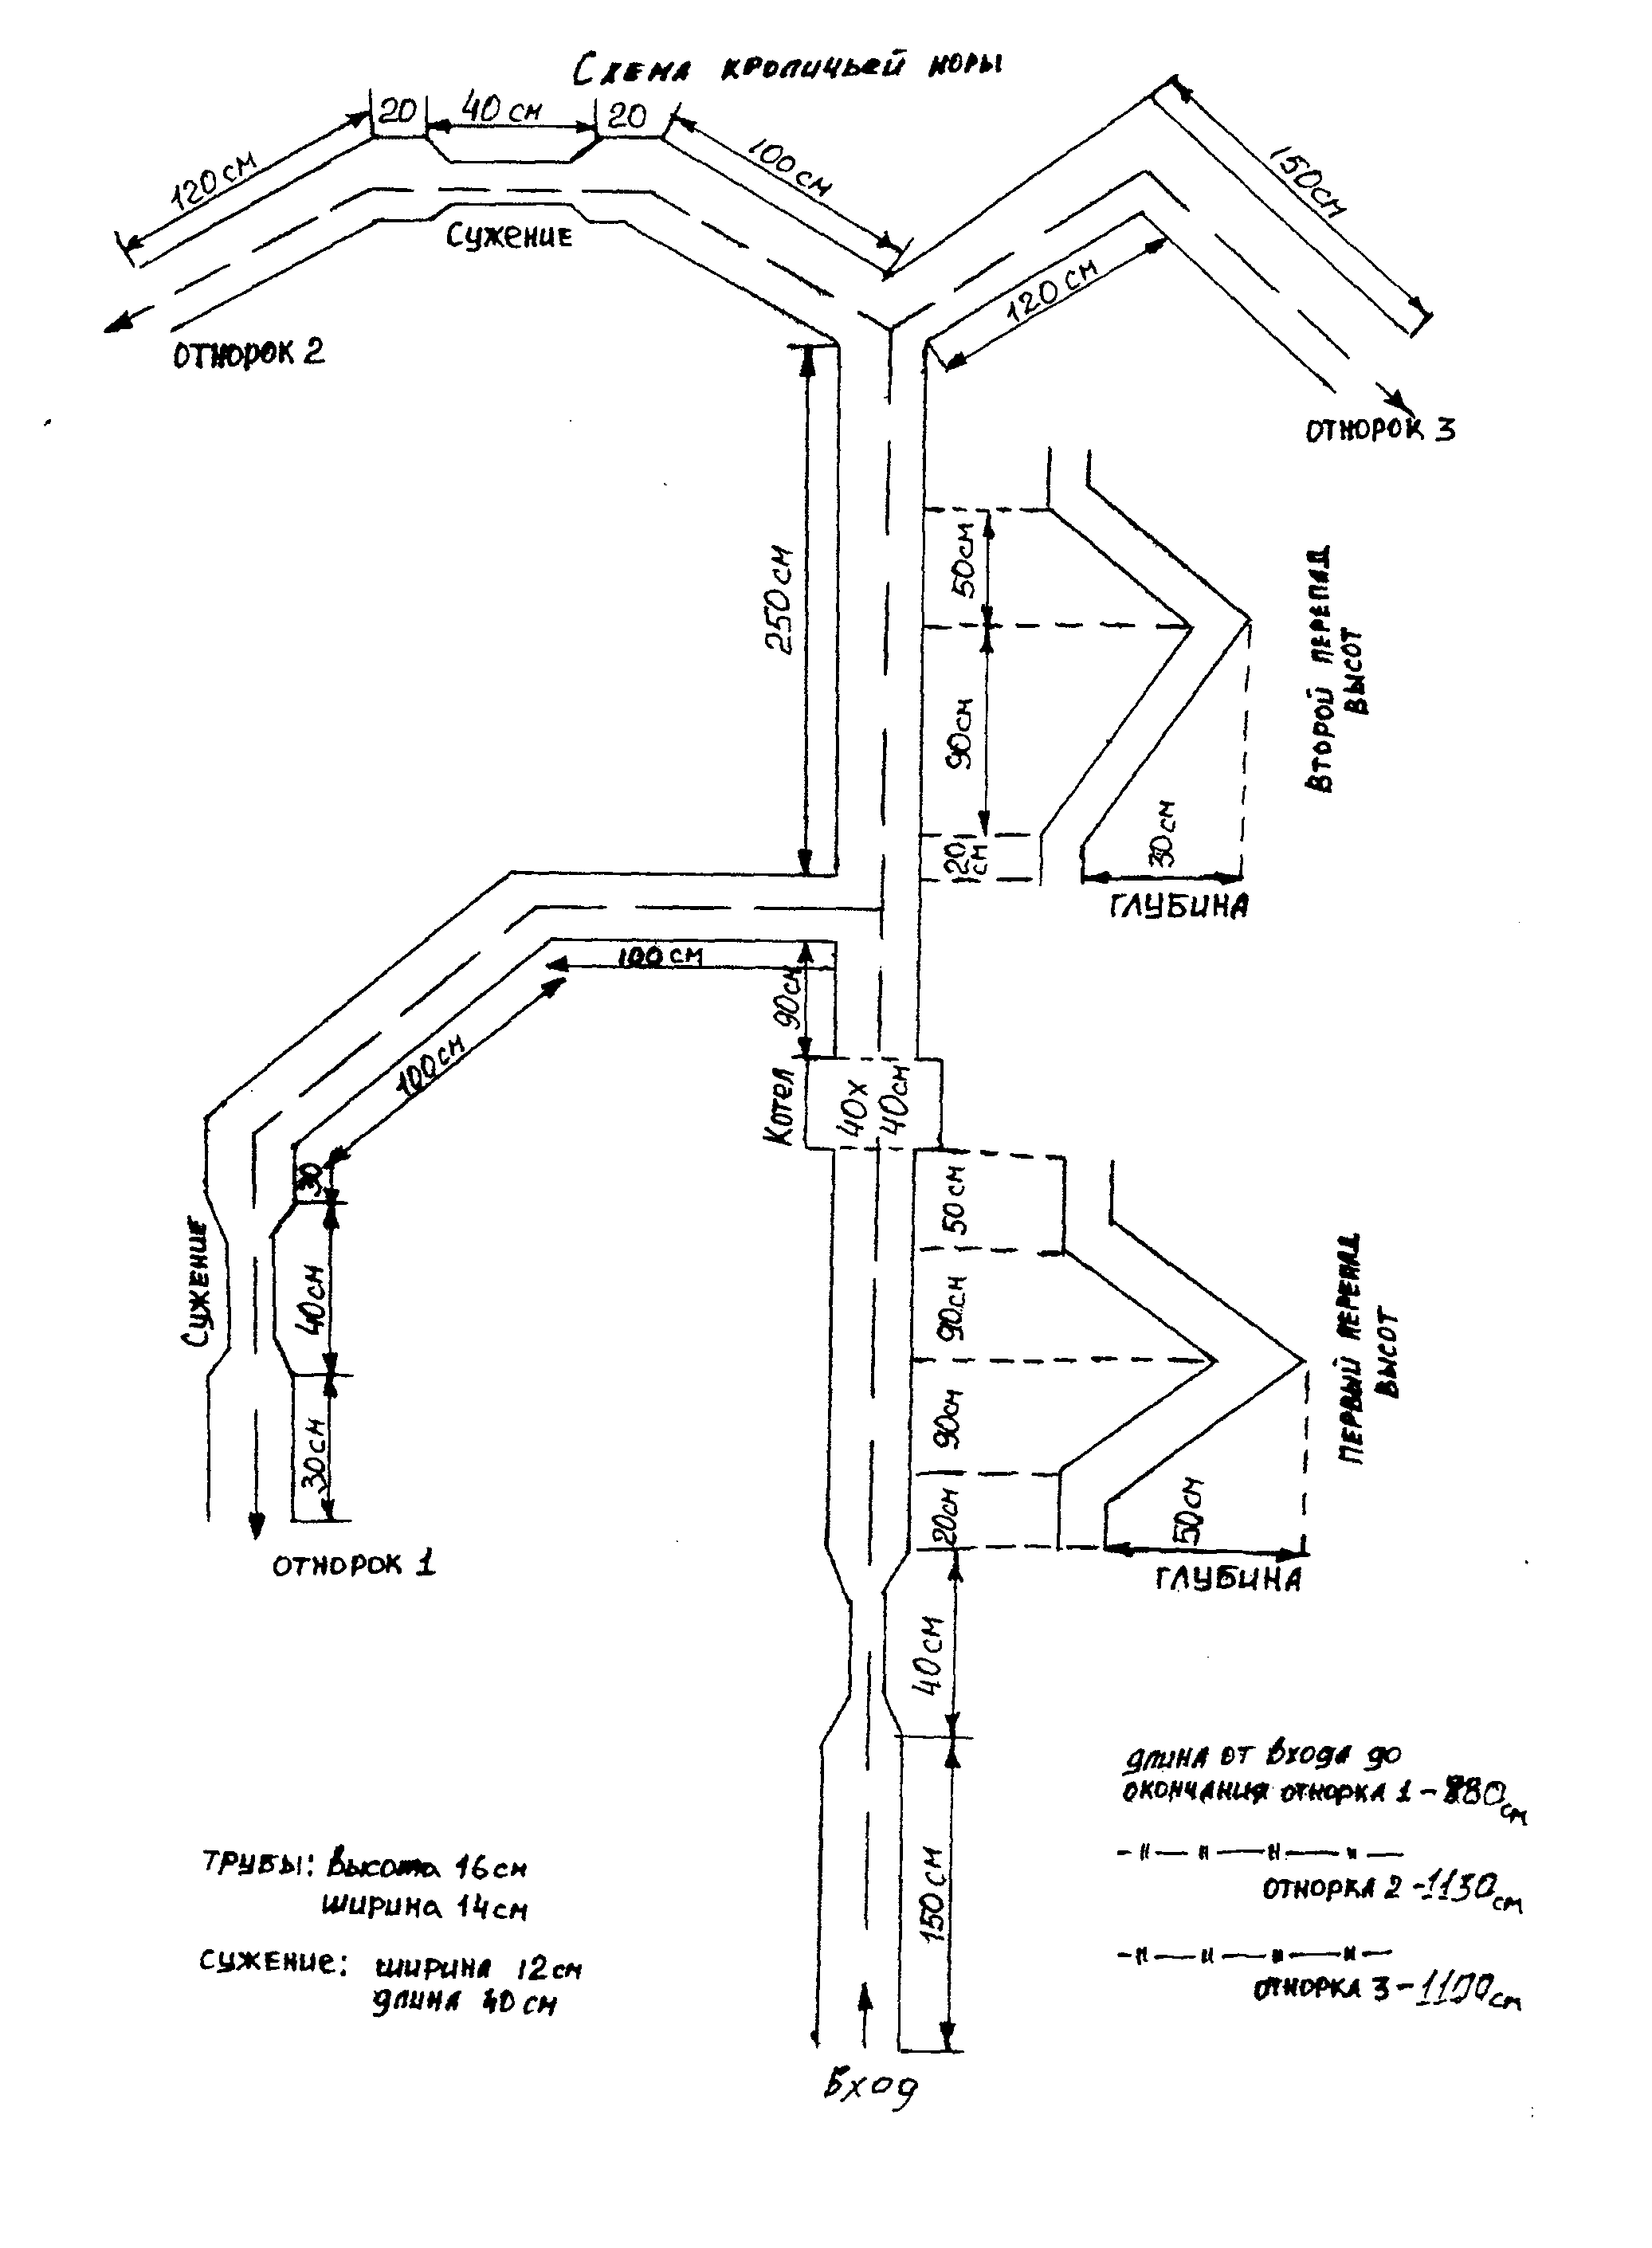 Схема кроличьей норы
20
40 см
20
120 см
100 см
150 см
Сужение
120 см
отнорок 2
отнорок 3
250 см
50 см
90 см
20 см
30 см
глубина
второй перепад
высот
100 см
90 см
100 см
30
Котел
40х
40 см
Сужение
40 см
30 см
отнорок 1
50 см
90 см
90 см
20 см
50 см
глубина
первый перепад
высот
40 см
150 см
Вход
трубы: высота 16 см
ширина 14 см
сужение: ширина 12 см
длина 40 см
длина от входа до
окончания отнорка 1 - 880 см
- " — " — " — " —
отнорка 2 - 1130 см
- " — " — " — " —
отнорка 3 - 1100 см